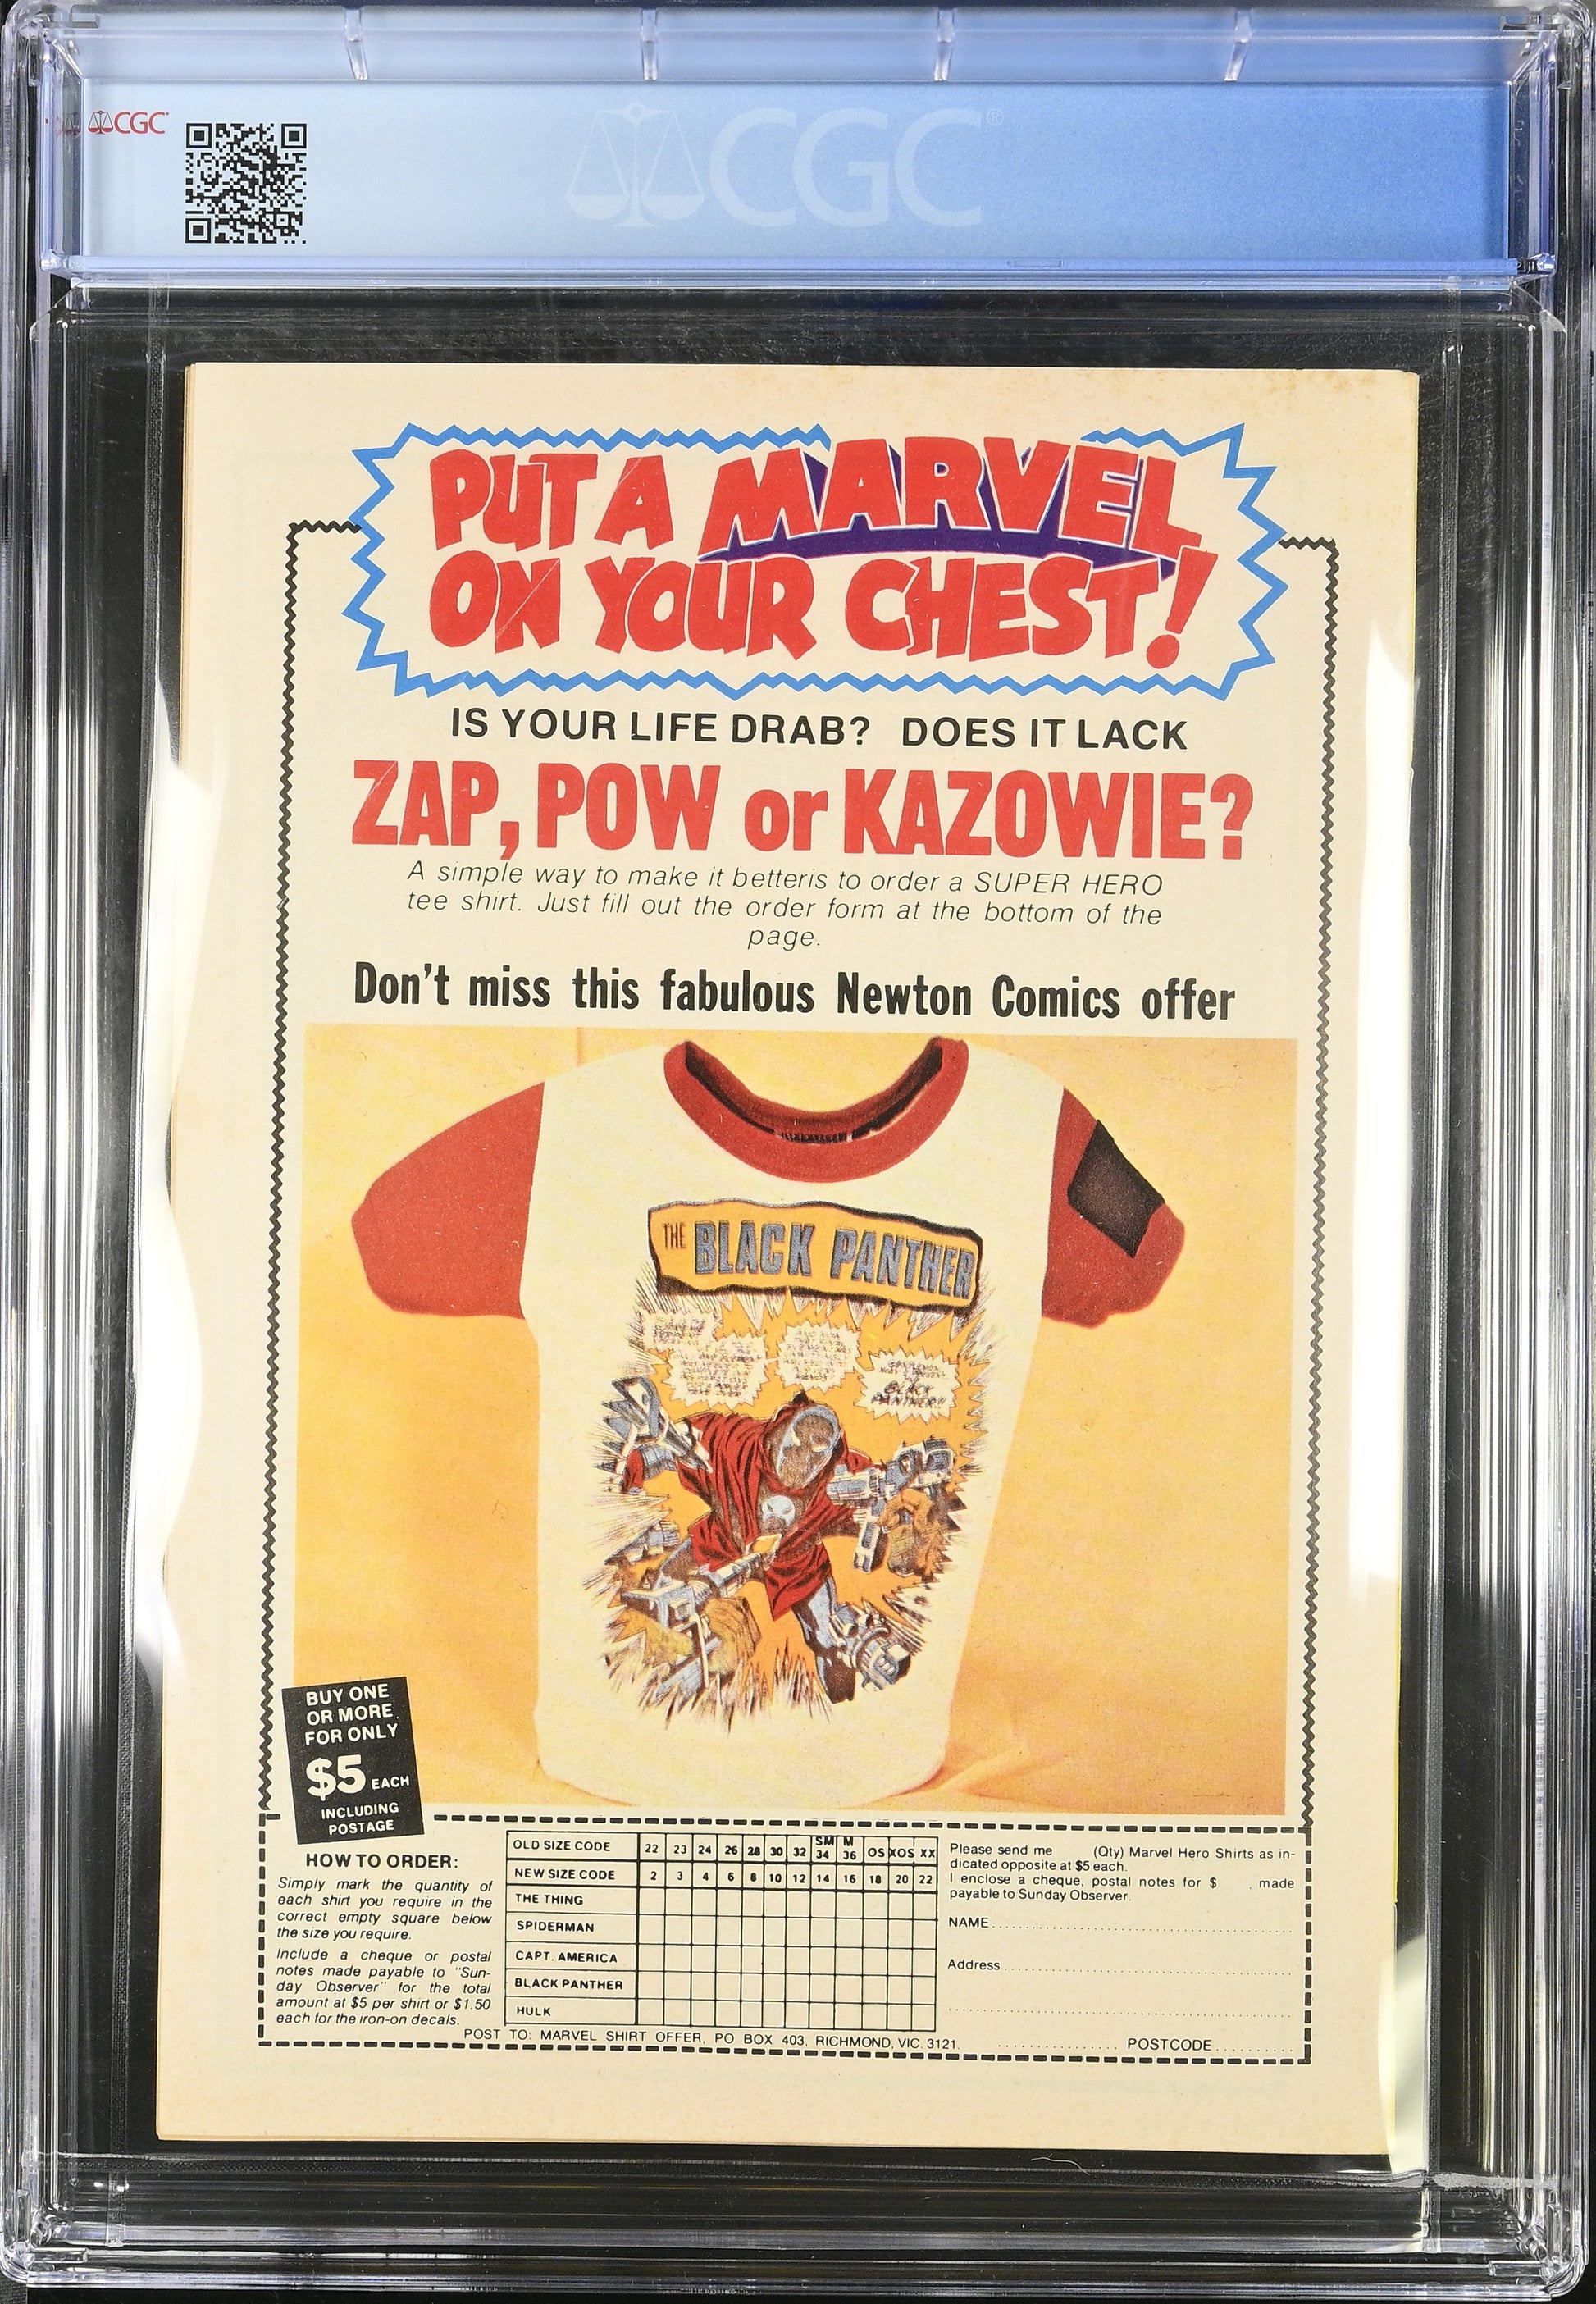 CGC
CGC®
PUT A MARVEL
ON YOUR CHEST!
IS YOUR LIFE DRAB? DOES IT LACK
ZAP, POW or KAZOWIE?
A simple way to make it betteris to order a SUPER HERO
tee shirt. Just fill out the order form at the bottom of the
page.
Don't miss this fabulous Newton Comics offer
THE BLACK PANTHER
BLACK
PANTHER!!
BUY ONE
OR MORE
FOR ONLY
$5 EACH
INCLUDING
POSTAGE
HOW TO ORDER:
Simply mark the quantity of
each shirt you require in the
correct empty square below
the size you require.
Include a cheque or postal
notes made payable to "Sun-
day Observer" for the total
amount at $5 per shirt or $1.50
each for the iron-on decals.
OLD SIZE CODE 22 23 24 26 28 30 32 SM 34 M 36 OS XOS XX
NEW SIZE CODE 2 3 4 6 8 10 12 14 16 18 20 22
THE THING
SPIDERMAN
CAPT. AMERICA
BLACK PANTHER
HULK
Please send me (Qty) Marvel Hero Shirts as in-
dicated opposite at $5 each.
I enclose a cheque, postal notes for $ , made
payable to Sunday Observer.
NAME
Address
POSTCODE
POST TO: MARVEL SHIRT OFFER, PO BOX 403, RICHMOND, VIC. 3121.